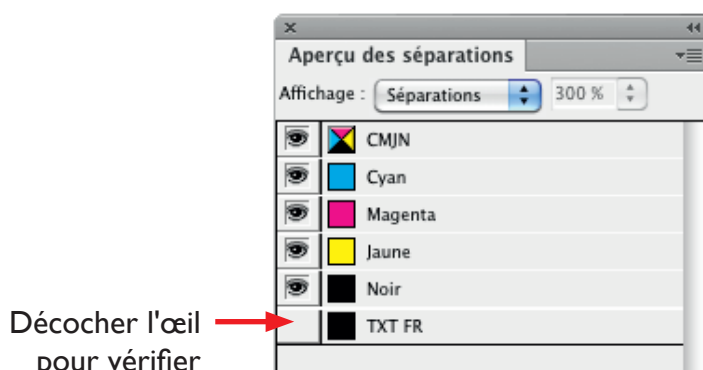 Aperçu des séparations
Affichage : Séparations 300 %
CMJN
Cyan
Magenta
Jaune
Noir
TXT FR
Décocher l'œil
pour vérifier